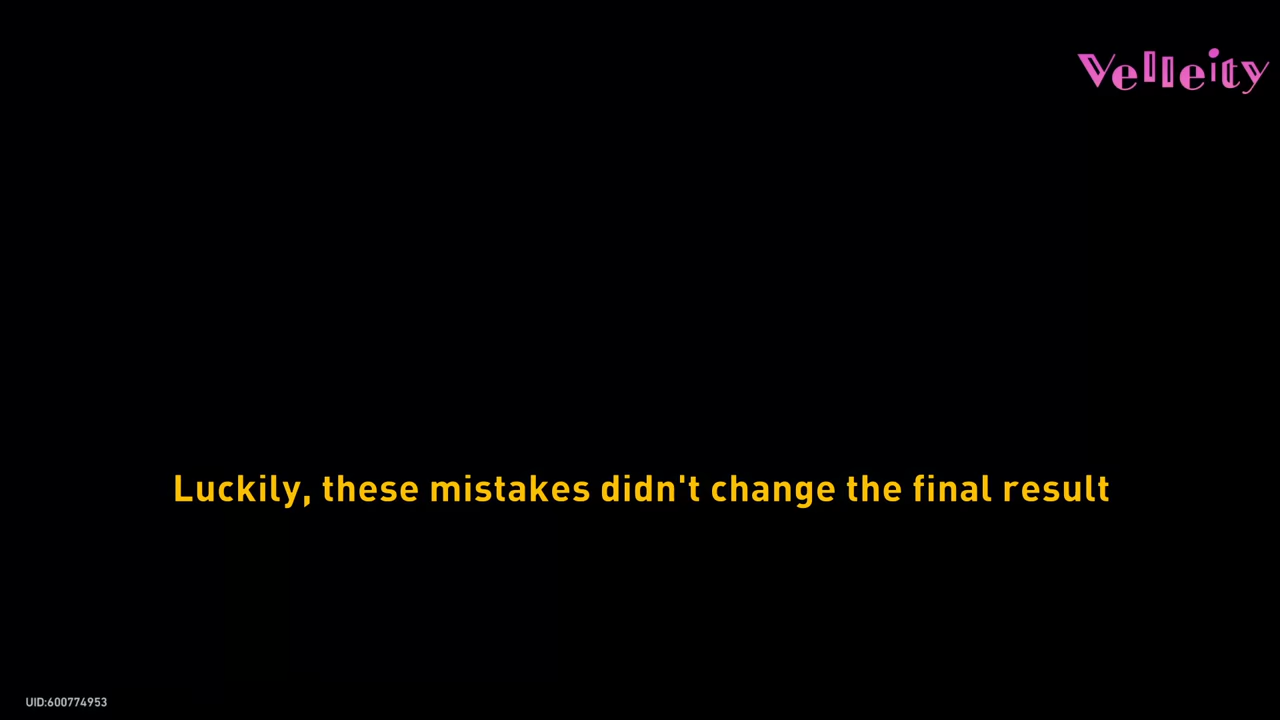 Velleity
Luckily, these mistakes didn't change the final result
UID:600774953